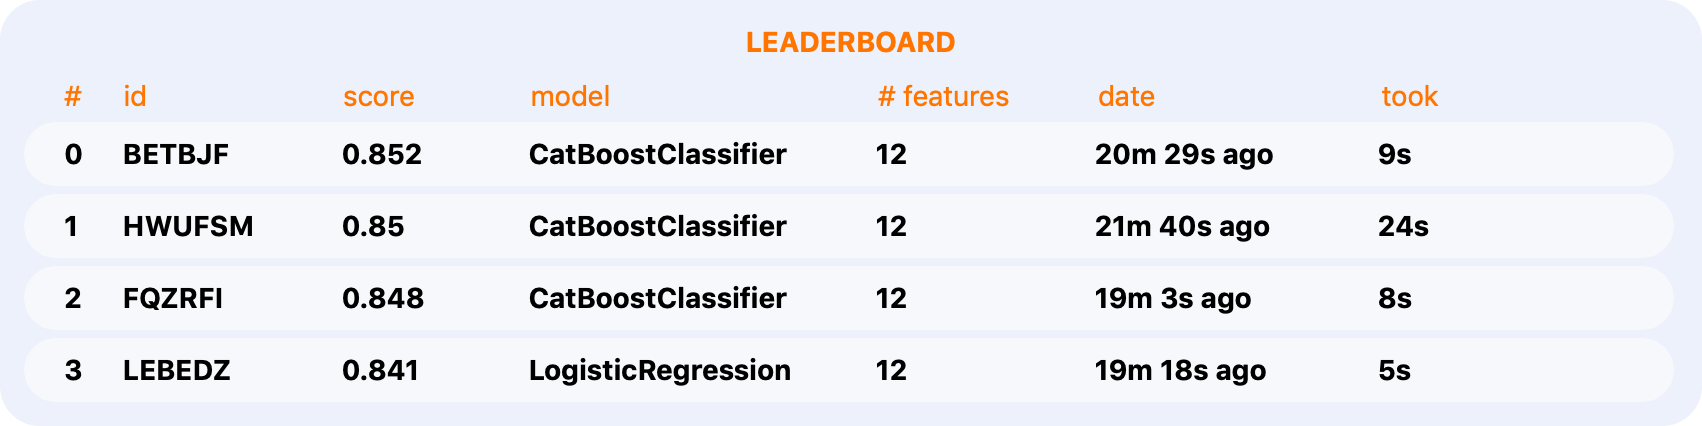 LEADERBOARD
# id score model # features date took
0 BETBJF 0.852 CatBoostClassifier 12 20m 29s ago 9s
1 HWUFSM 0.85 CatBoostClassifier 12 21m 40s ago 24s
2 FQZRFI 0.848 CatBoostClassifier 12 19m 3s ago 8s
3 LEBEDZ 0.841 LogisticRegression 12 19m 18s ago 5s